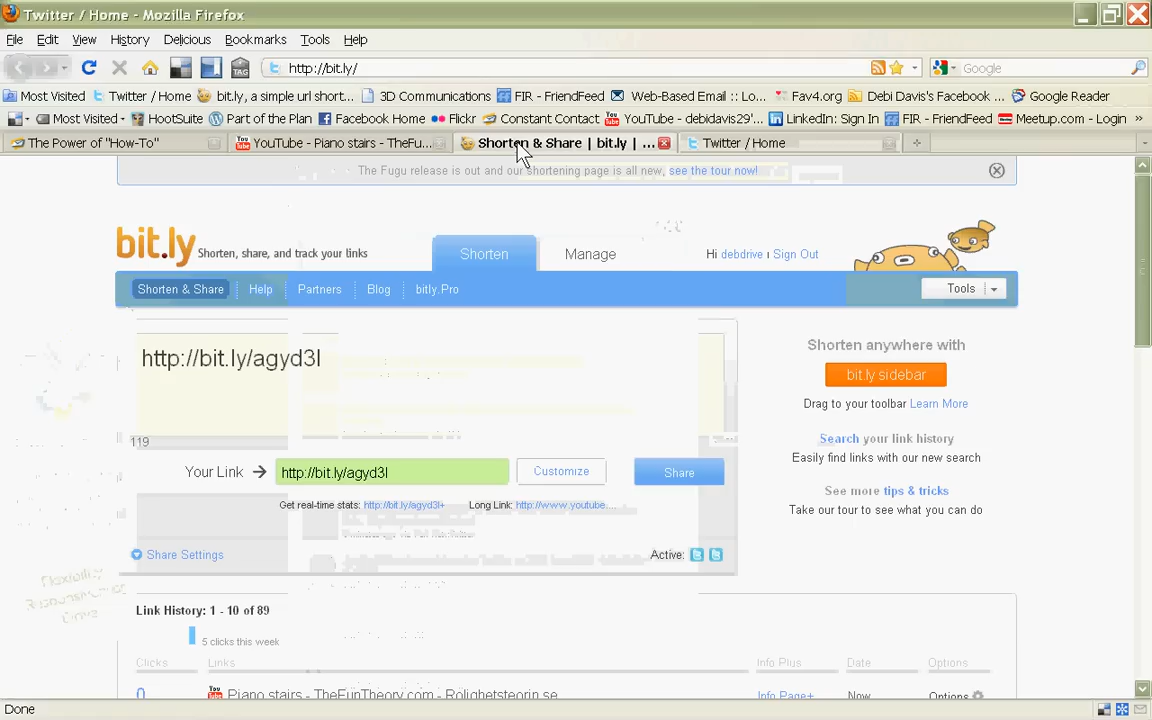 Twitter / Home - Mozilla Firefox
File Edit View History Delicious Bookmarks Tools Help
http://bit.ly/ Google
Most Visited Twitter / Home bit.ly, a simple url short... 3D Communications FIR - FriendFeed Web-Based Email :: Lo... Fav4.org Debi Davis's Facebook ... Google Reader
Most Visited HootSuite Part of the Plan Facebook Home Flickr Constant Contact YouTube - debidavis29'... LinkedIn: Sign In FIR - FriendFeed Meetup.com - Login »
The Power of "How-To" YouTube - Piano stairs - TheFu... Shorten & Share | bit.ly | ... Twitter / Home
The Fugu release is out and our shortening page is all new, see the tour now!
bit.ly Shorten, share, and track your links Shorten Manage Hi debdrive | Sign Out
Shorten & Share Help Partners Blog bitly.Pro Tools
http://bit.ly/agyd3l
Shorten anywhere with
bit.ly sidebar
Drag to your toolbar Learn More
119
Search your link history
Easily find links with our new search
Your Link → http://bit.ly/agyd3l Customize Share
See more tips & tricks
Take our tour to see what you can do
Get real-time stats: http://bit.ly/agyd3l+ Long Link: http://www.youtube....
Share Settings Active:
Flexibility
Link History: 1 - 10 of 89
5 clicks this week
Clicks Links Info Plus Date Options
0 Piano stairs - TheFunTheory.com - Rolighetsteorin.se Info Page+ Now Options
Done